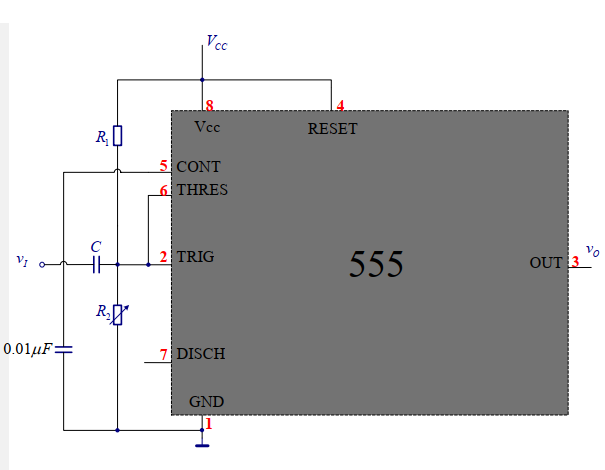 Vcc
8
4
Vcc
RESET
R1
5 CONT
6 THRES
C
vI
2 TRIG
555
OUT 3
vO
R2
0.01μF
7 DISCH
GND
1